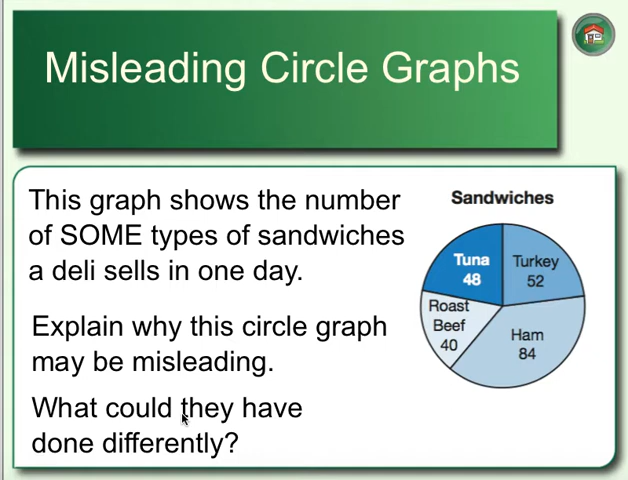 Misleading Circle Graphs
This graph shows the number
of SOME types of sandwiches
a deli sells in one day.
Explain why this circle graph
may be misleading.
What could they have
done differently?
Sandwiches
Tuna
48
Turkey
52
Roast
Beef
40
Ham
84